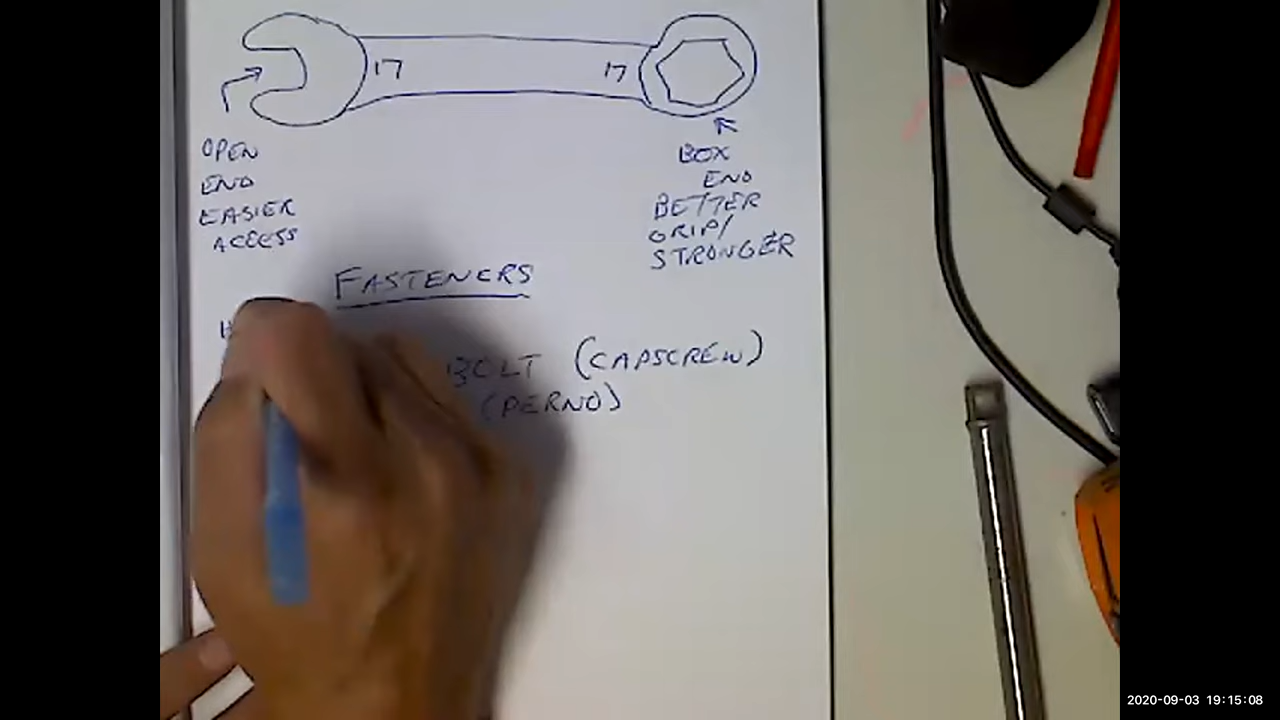 17 17
OPEN
END
EASIER
ACCESS
BOX
END
BETTER
GRIP/
STRONGER
FASTENERS
BOLT (CAPSCREW)
(PERNO)
2020-09-03 19:15:08